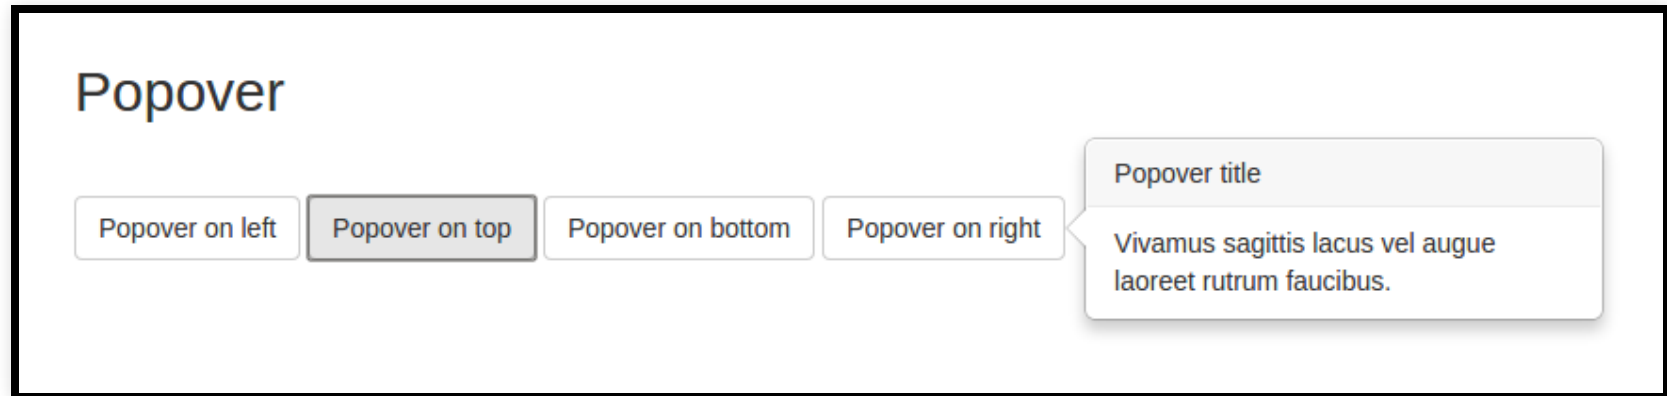 Popover
Popover on left
Popover on top
Popover on bottom
Popover on right
Popover title
Vivamus sagittis lacus vel augue
laoreet rutrum faucibus.